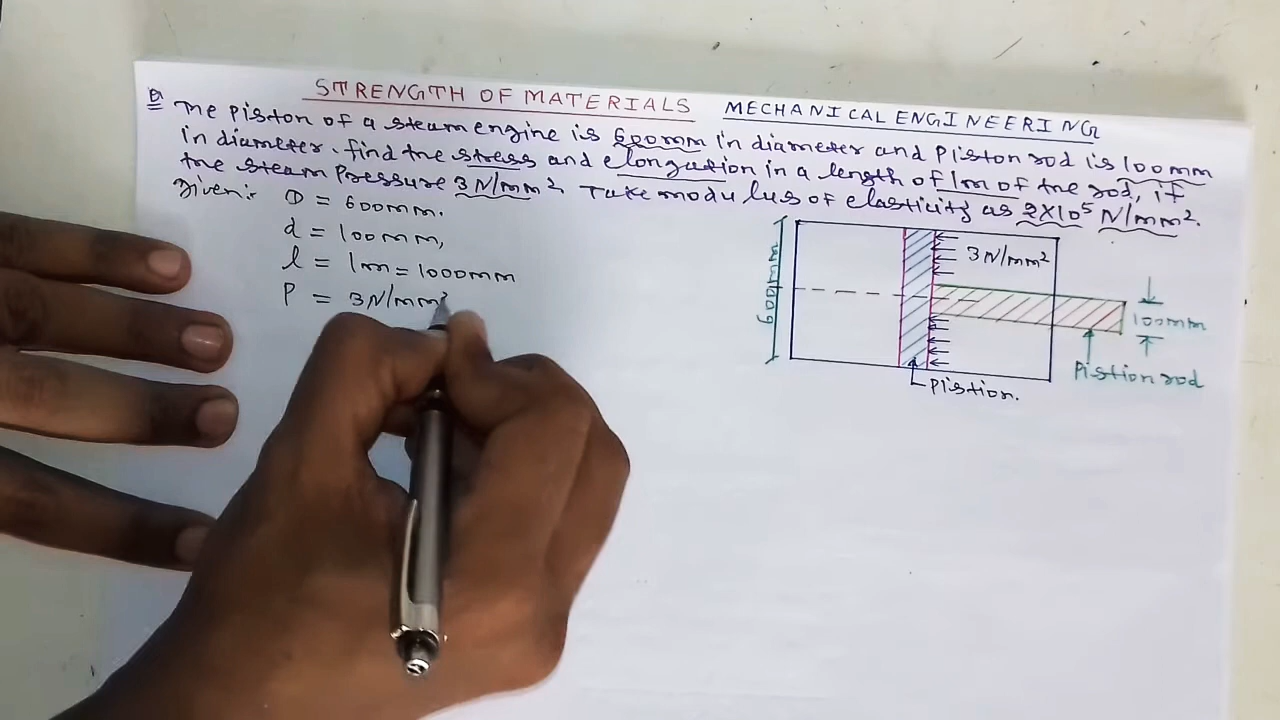 STRENGTH OF MATERIALS MECHANICAL ENGINEERING
Q The piston of a steam engine is 600mm in diameter and Pliston rod is 100mm
in diameter. find the stress and elongation in a length of 1m of the rod, if
the steam Pressure 3N/mm². Take modulus of elasticity as 2X10⁵ N/mm².
Given:- D = 600mm.
d = 100mm,
l = 1m = 1000mm
P = 3N/mm²
600mm
3N/mm²
100mm
Pistion rod
Pistion.